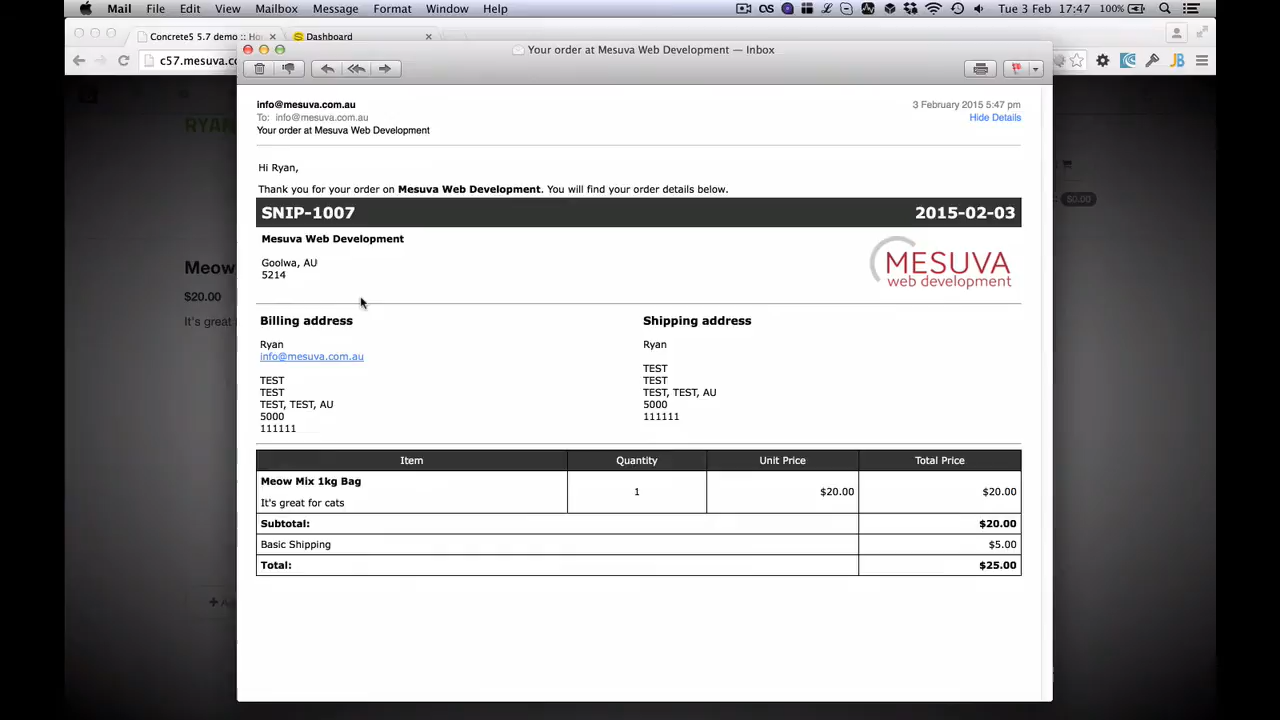 Mail File Edit View Mailbox Message Format Window Help
Tue 3 Feb 17:47 100%
Concrete5 5.7 demo :: Ho
Dashboard
Your order at Mesuva Web Development — Inbox
c57.mesuva.co
JB
info@mesuva.com.au
3 February 2015 5:47 pm
To: info@mesuva.com.au
Hide Details
Your order at Mesuva Web Development
RYAN
Hi Ryan,
Thank you for your order on Mesuva Web Development. You will find your order details below.
$0.00
SNIP-1007
2015-02-03
Mesuva Web Development
Goolwa, AU
5214
MESUVA
web development
Meow
$20.00
It's great
Billing address
Shipping address
Ryan
info@mesuva.com.au
TEST
TEST
TEST, TEST, AU
5000
111111
Ryan
TEST
TEST
TEST, TEST, AU
5000
111111
Item Quantity Unit Price Total Price
Meow Mix 1kg Bag
It's great for cats
1 $20.00 $20.00
Subtotal: $20.00
Basic Shipping $5.00
Total: $25.00